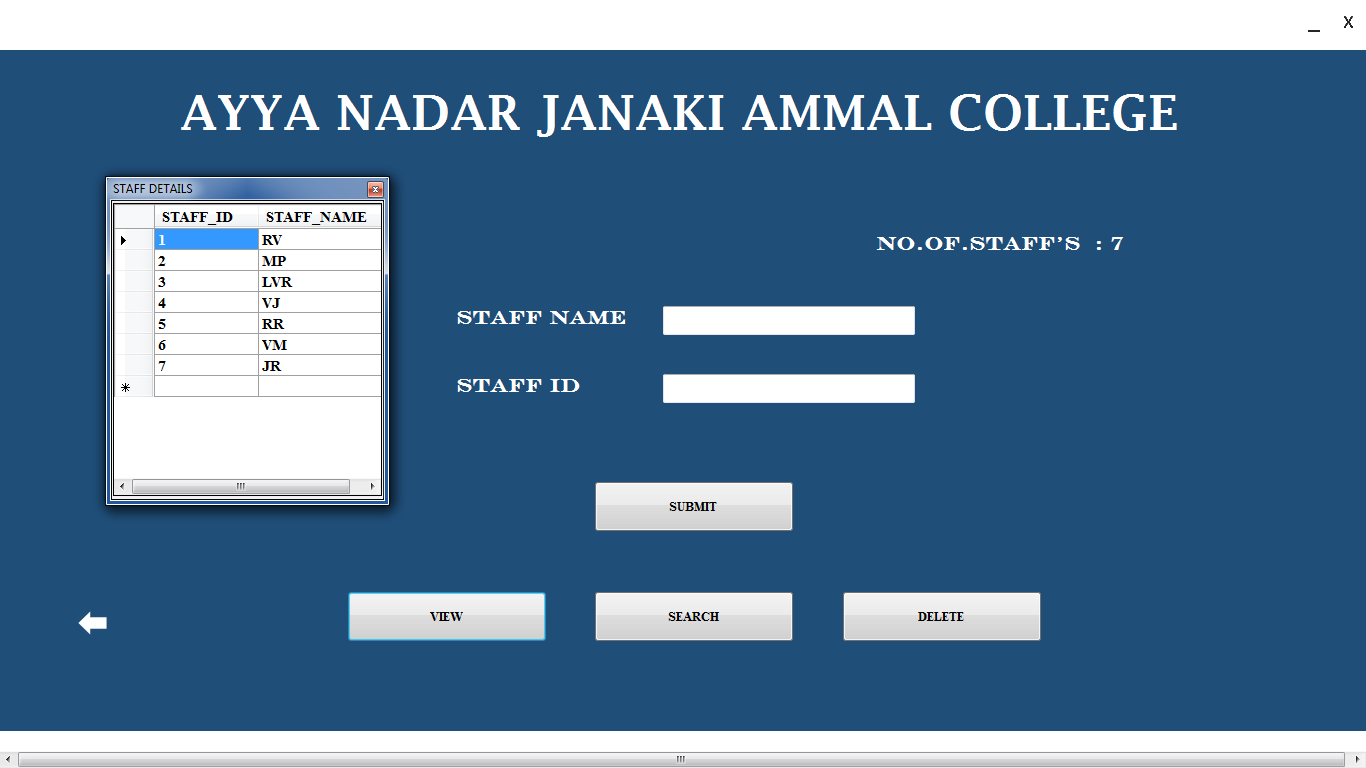 _ X
AYYA NADAR JANAKI AMMAL COLLEGE
STAFF DETAILS
STAFF_ID STAFF_NAME
1 RV
2 MP
3 LVR
4 VJ
5 RR
6 VM
7 JR
NO.OF.STAFF'S : 7
STAFF NAME
STAFF ID
SUBMIT
VIEW SEARCH DELETE